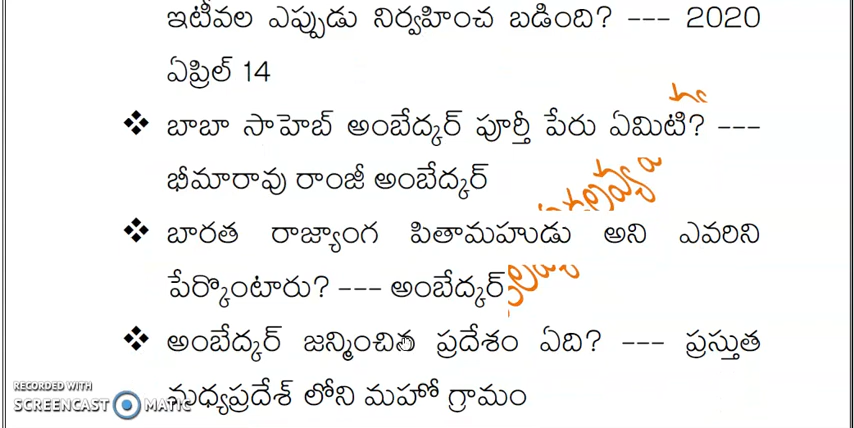 ఇటీవల ఎప్పుడు నిర్వహించ బడింది? --- 2020
ఏప్రిల్ 14
❖ బాబా సాహెబ్ అంబేద్కర్ పూర్తీ పేరు ఏమిటి? ---
భీమారావు రాంజీ అంబేద్కర్
❖ బారత రాజ్యాంగ పితామహుడు అని ఎవరిని
పేర్కొంటారు? --- అంబేద్కర్
❖ అంబేద్కర్ జన్మించిత ప్రదేశం ఏది? --- ప్రస్తుత
మధ్యప్రదేశ్ లోని మహో గ్రామం
RECORDED WITH
SCREENCAST MATIC